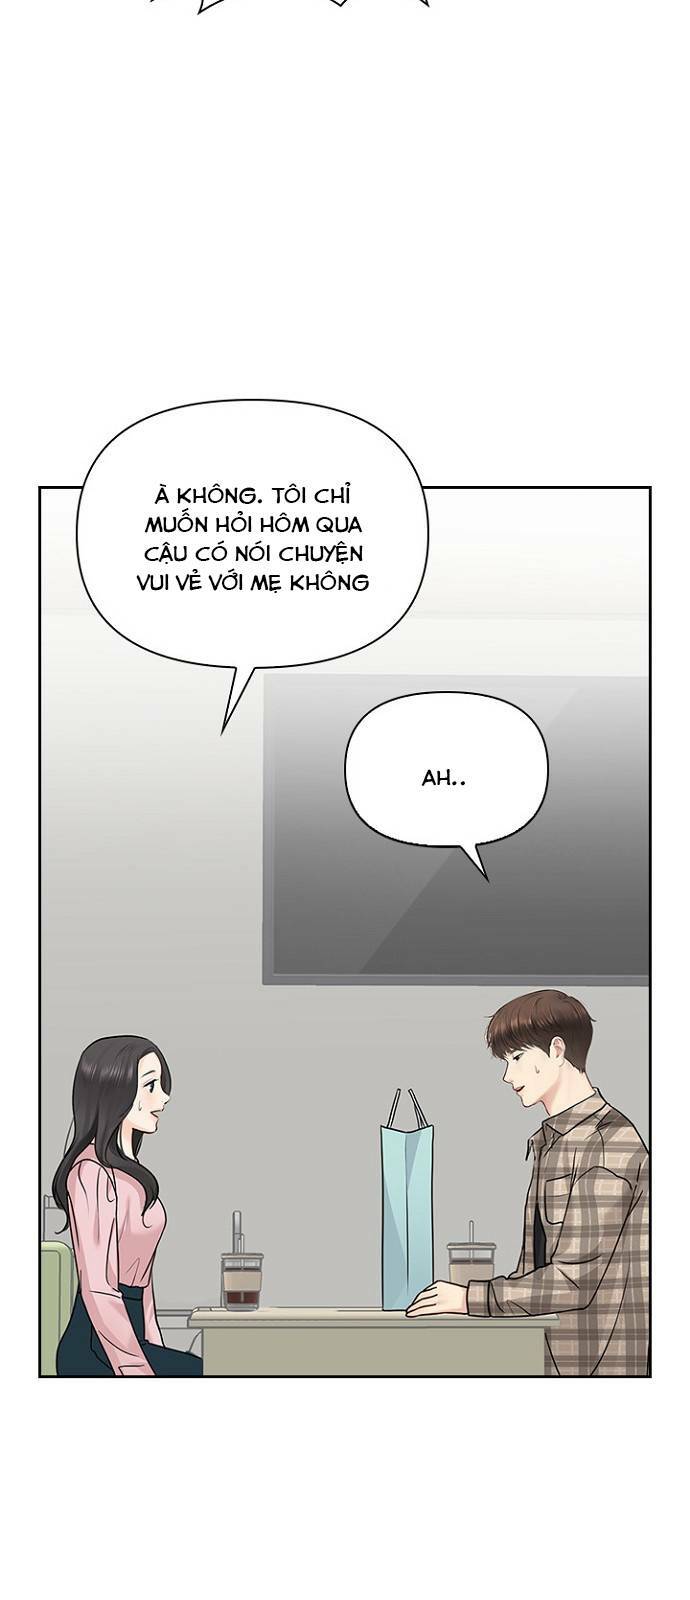 À KHÔNG. TÔI CHỈ
MUỐN HỎI HÔM QUA
CẬU CÓ NÓI CHUYỆN
VUI VẺ VỚI MẸ KHÔNG
AH..